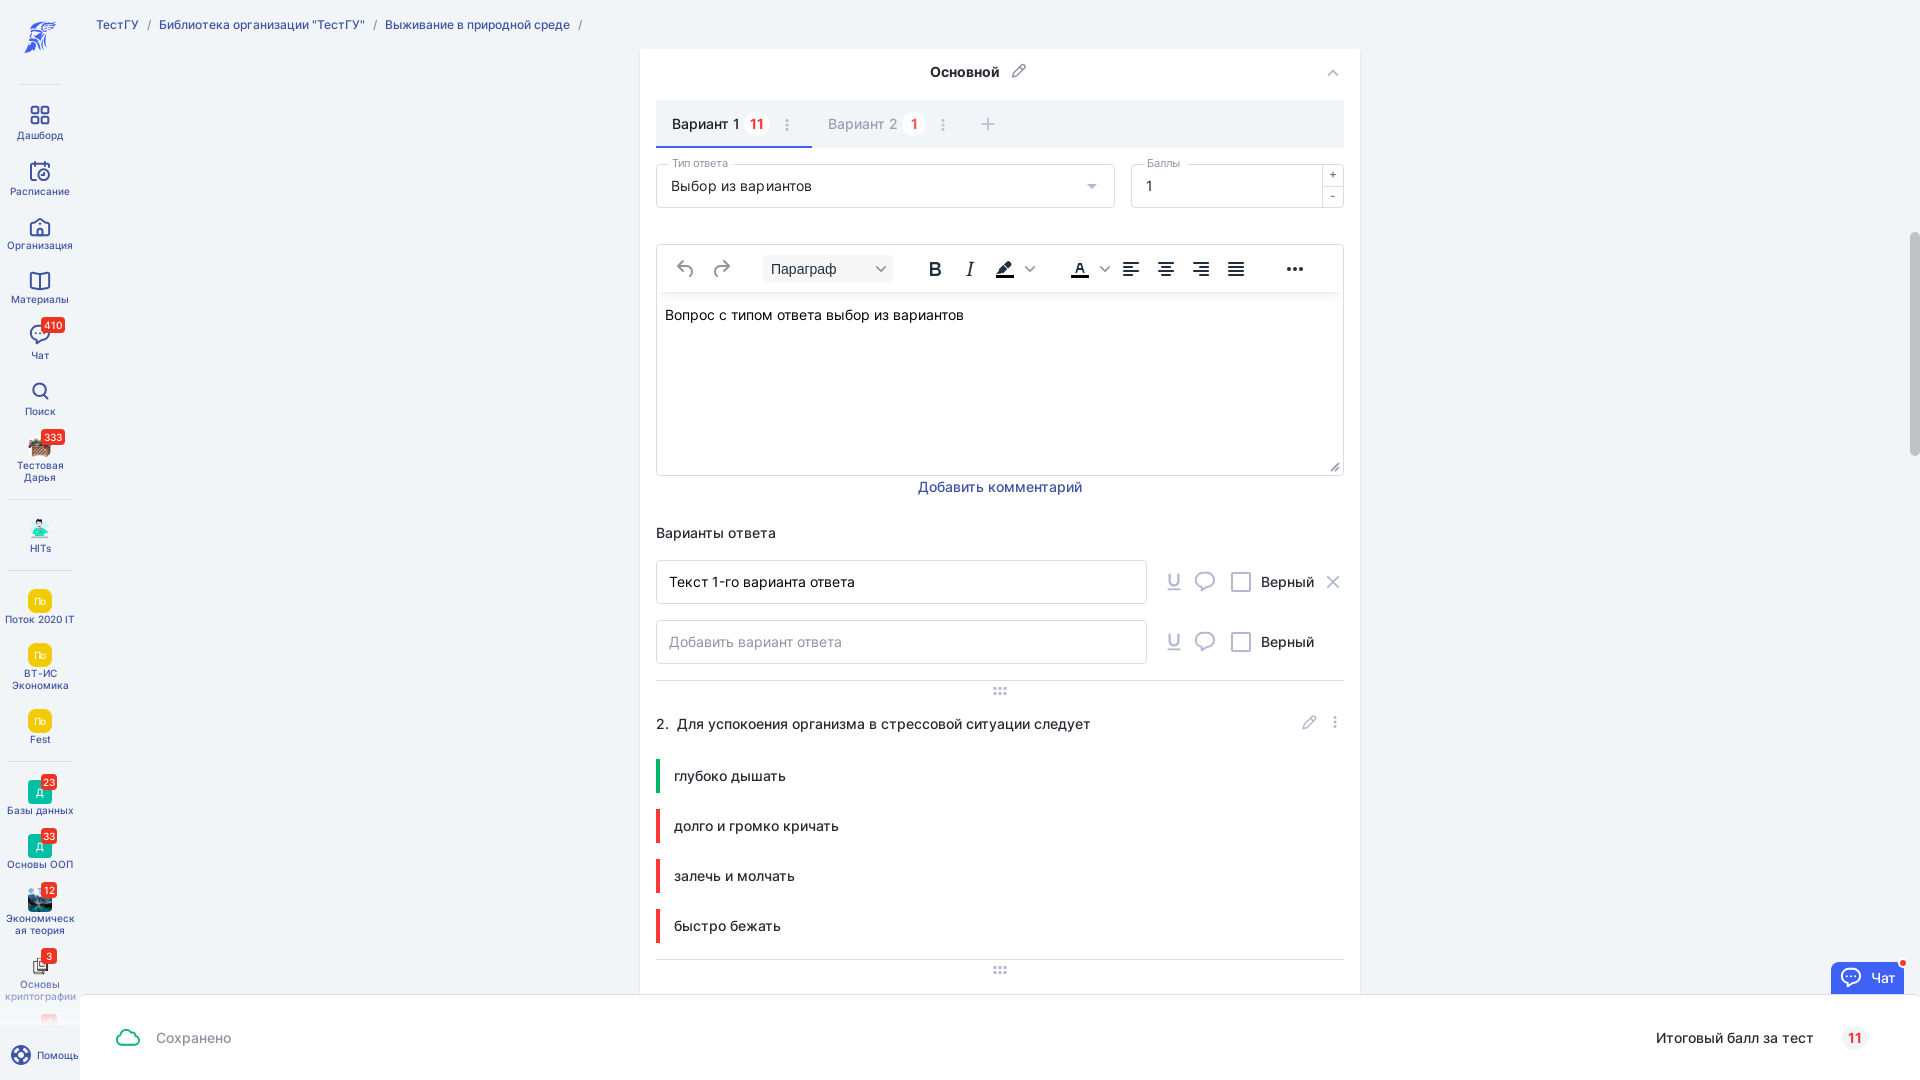 ТестГУ / Библиотека организации "ТестГУ" / Выживание в природной среде /
Дашборд
Расписание
Организация
Материалы
410
Чат
Поиск
333
Тестовая
Дарья
HITs
По
Поток 2020 IT
По
ВТ-ИС
Экономика
По
Fest
23
Д
Базы данных
33
Д
Основы ООП
12
Экономическ
ая теория
3
Основы
криптографии
Помощь
Основной
Вариант 1 11
Вариант 2 1
Тип ответа
Выбор из вариантов
Баллы
1
+
-
Параграф
B I A
Вопрос с типом ответа выбор из вариантов
Добавить комментарий
Варианты ответа
Текст 1-го варианта ответа
Верный
Добавить вариант ответа
Верный
2. Для успокоения организма в стрессовой ситуации следует
глубоко дышать
долго и громко кричать
залечь и молчать
быстро бежать
Чат
Сохранено
Итоговый балл за тест 11